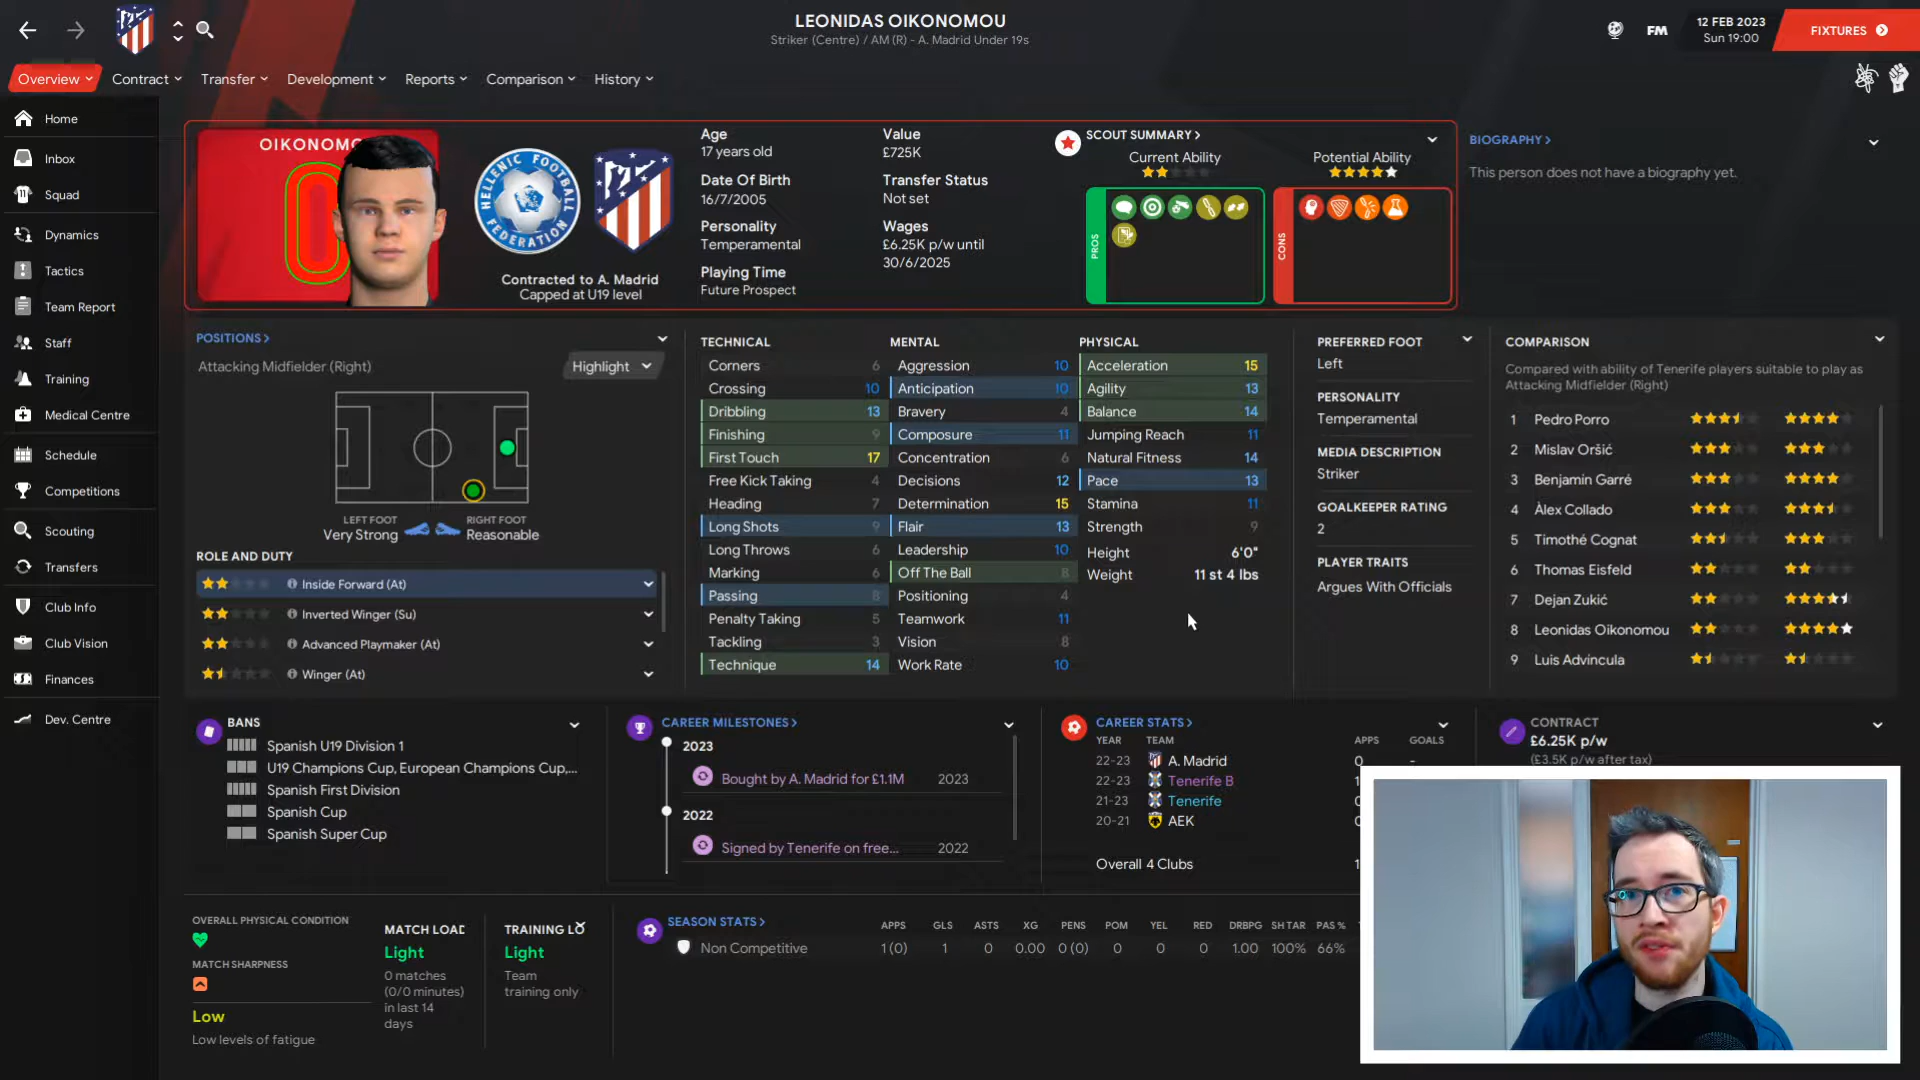 LEONIDAS OIKONOMOU
Striker (Centre) / AM (R) - A. Madrid Under 19s
FM
12 FEB 2023
Sun 19:00
FIXTURES
Overview
Contract
Transfer
Development
Reports
Comparison
History
Home
Inbox
Squad
Dynamics
Tactics
Team Report
Staff
Training
Medical Centre
Schedule
Competitions
Scouting
Transfers
Club Info
Club Vision
Finances
Dev. Centre
OIKONOMO
HELLENIC FOOTBALL FEDERATION
Contracted to A. Madrid
Capped at U19 level
Age
17 years old
Date Of Birth
16/7/2005
Personality
Temperamental
Playing Time
Future Prospect
Value
£725K
Transfer Status
Not set
Wages
£6.25K p/w until
30/6/2025
SCOUT SUMMARY >
Current Ability
Potential Ability
PROS
CONS
BIOGRAPHY >
This person does not have a biography yet.
POSITIONS >
Attacking Midfielder (Right)
Highlight
LEFT FOOT
Very Strong
RIGHT FOOT
Reasonable
ROLE AND DUTY
Inside Forward (At)
Inverted Winger (Su)
Advanced Playmaker (At)
Winger (At)
TECHNICAL
Corners 6
Crossing 10
Dribbling 13
Finishing 9
First Touch 17
Free Kick Taking 4
Heading 7
Long Shots 9
Long Throws 6
Marking 6
Passing 8
Penalty Taking 5
Tackling 3
Technique 14
MENTAL
Aggression 10
Anticipation 10
Bravery 4
Composure 11
Concentration 6
Decisions 12
Determination 15
Flair 13
Leadership 10
Off The Ball 8
Positioning 4
Teamwork 11
Vision 8
Work Rate 10
PHYSICAL
Acceleration 15
Agility 13
Balance 14
Jumping Reach 11
Natural Fitness 14
Pace 13
Stamina 11
Strength 9
Height 6'0"
Weight 11 st 4 lbs
PREFERRED FOOT
Left
PERSONALITY
Temperamental
MEDIA DESCRIPTION
Striker
GOALKEEPER RATING
2
PLAYER TRAITS
Argues With Officials
COMPARISON
Compared with ability of Tenerife players suitable to play as
Attacking Midfielder (Right)
1 Pedro Porro
2 Mislav Oršić
3 Benjamin Garré
4 Àlex Collado
5 Timothé Cognat
6 Thomas Eisfeld
7 Dejan Zukić
8 Leonidas Oikonomou
9 Luis Advincula
BANS
Spanish U19 Division 1
U19 Champions Cup, European Champions Cup,...
Spanish First Division
Spanish Cup
Spanish Super Cup
CAREER MILESTONES >
2023
Bought by A. Madrid for £1.1M 2023
2022
Signed by Tenerife on free... 2022
CAREER STATS >
YEAR TEAM APPS GOALS
22-23 A. Madrid 0 -
22-23 Tenerife B
21-23 Tenerife
20-21 AEK
Overall 4 Clubs
CONTRACT
£6.25K p/w
(£3.5K p/w after tax)
OVERALL PHYSICAL CONDITION
MATCH SHARPNESS
Low
Low levels of fatigue
MATCH LOAD
Light
0 matches
(0/0 minutes)
in last 14
days
TRAINING LO
Light
Team
training only
SEASON STATS >
APPS GLS ASTS XG PENS POM YEL RED DRBPG SH TAR PAS %
Non Competitive 1 (0) 1 0 0.00 0 (0) 0 0 0 1.00 100% 66%